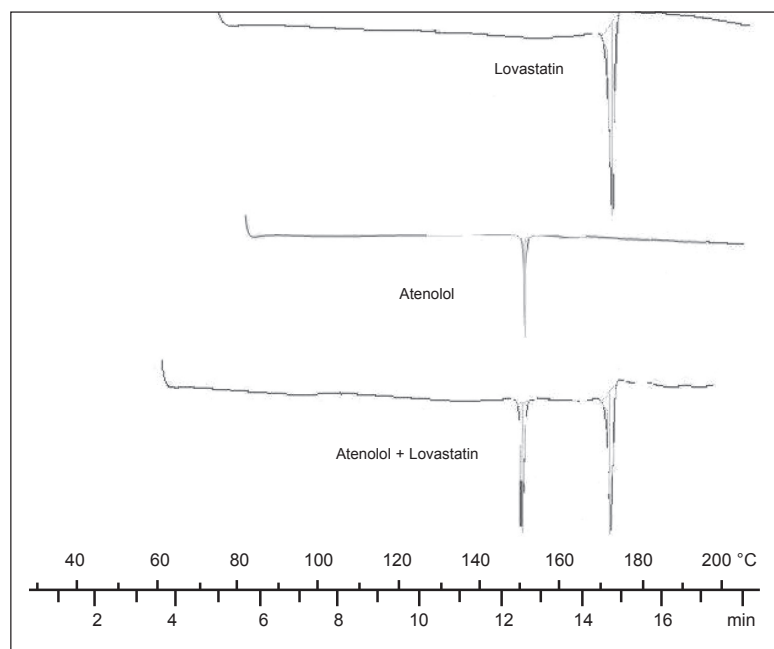 Lovastatin
Atenolol
Atenolol + Lovastatin
40 60 80 100 120 140 160 180 200 °C
2 4 6 8 10 12 14 16 min